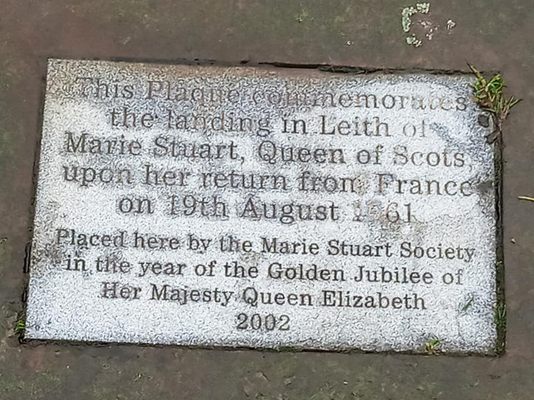 This Plaque commemorates
the landing in Leith of
Marie Stuart, Queen of Scots,
upon her return from France
on 19th August 1561
Placed here by the Marie Stuart Society
in the year of the Golden Jubilee of
Her Majesty Queen Elizabeth
2002